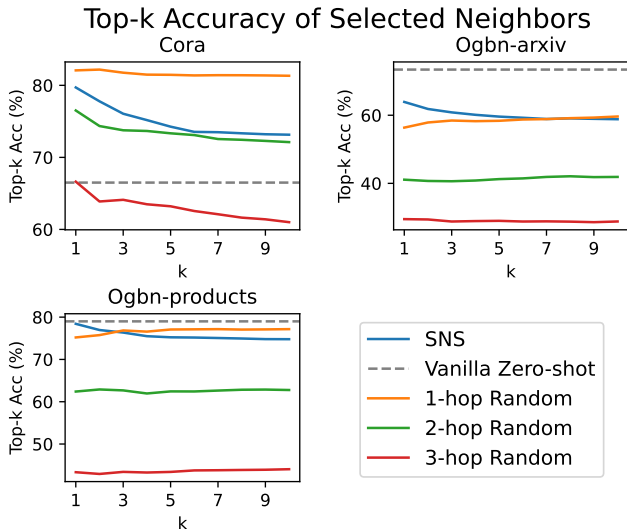 Top-k Accuracy of Selected Neighbors
Cora
Top-k Acc (%)
80
70
60
1 3 5 7 9
k
Ogbn-arxiv
Top-k Acc (%)
60
40
1 3 5 7 9
k
Ogbn-products
Top-k Acc (%)
80
70
60
50
1 3 5 7 9
k
SNS
Vanilla Zero-shot
1-hop Random
2-hop Random
3-hop Random